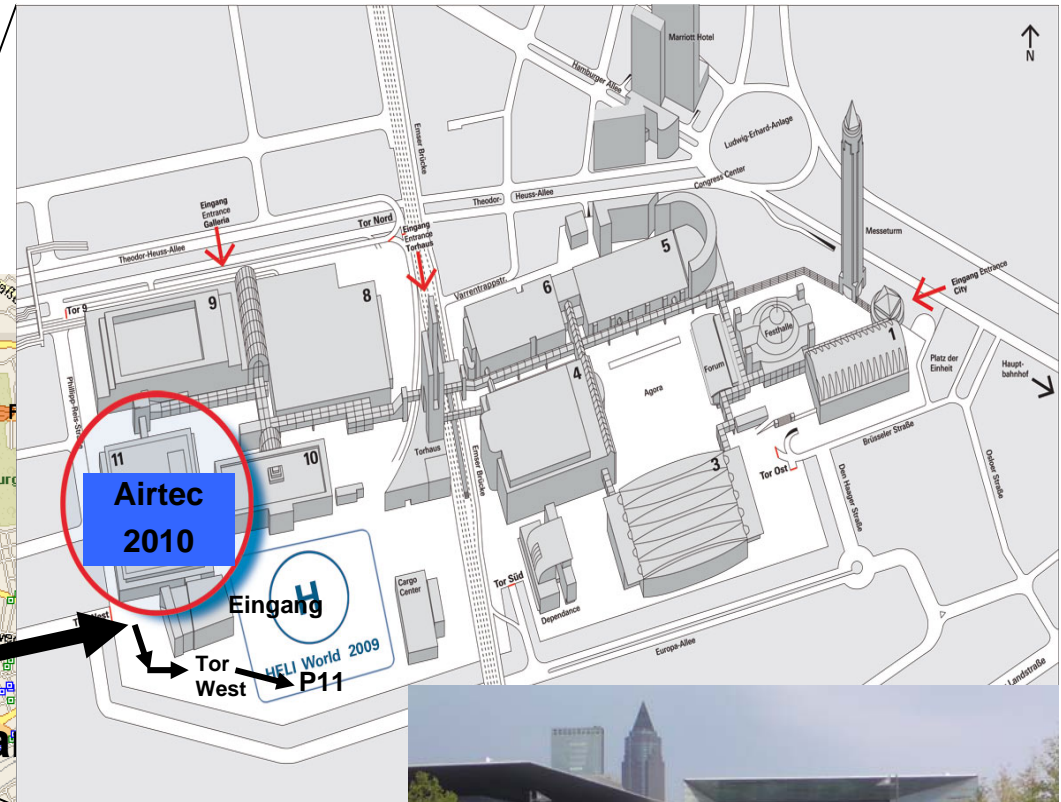 Marriott Hotel
N
Hamburger Allee
Emser Brücke
Ludwig-Erhard-Anlage
Congress Center
Theodor- Heuss-Allee
Eingang
Entrance
Galleria
Tor Nord
Eingang
Entrance
Torhaus
Messeturm
Theodor-Heuss-Allee
Varrentrappstr.
5
Eingang Entrance
City
Tor 9
9
8
6
Festhalle
1
Forum
Platz der
Einheit
Haupt-
bahnhof
Philipp-Reis-Straße
4
Agora
Brüsseler Straße
11
10
Torhaus
Emser Brücke
3
Tor Ost
Den Haager Straße
Osloer Straße
Airtec
2010
H
Eingang
Cargo
Center
Tor Süd
Dependance
Europa-Allee
HELI World 2009
Tor
West
P11
Landstraße